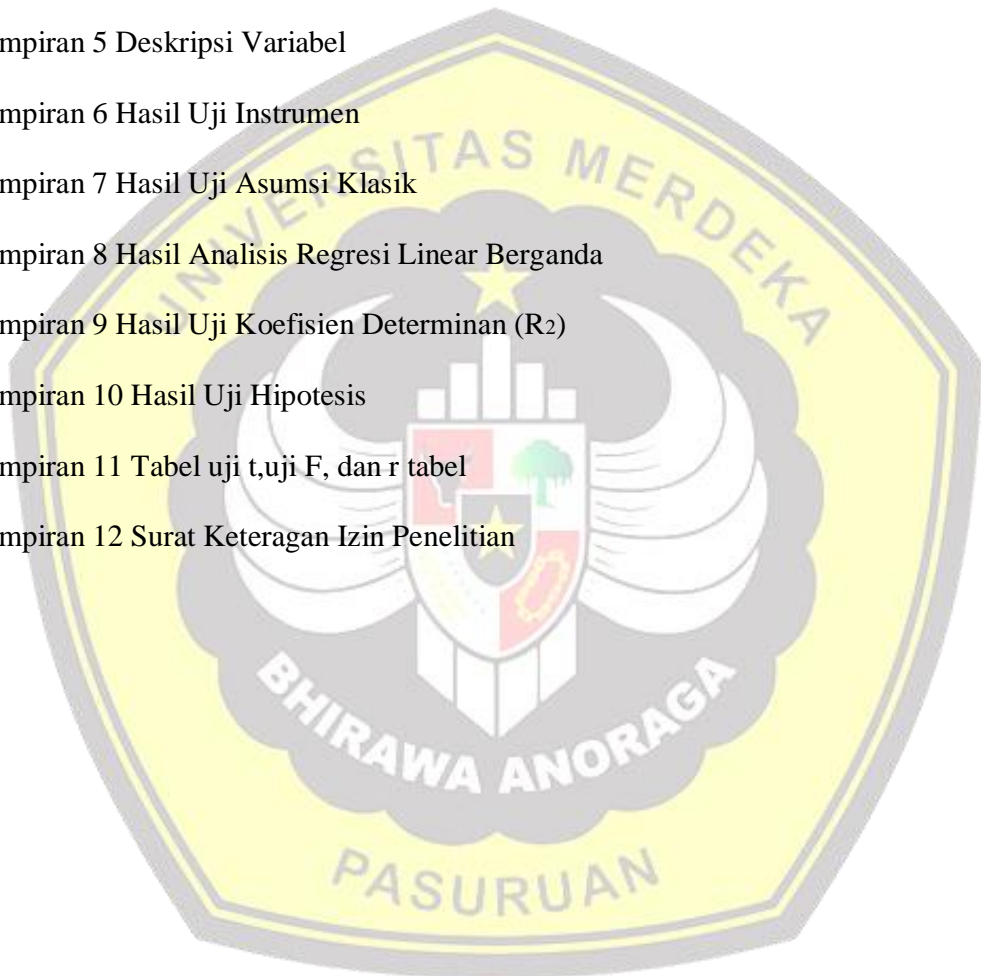 mpiran 5 Deskripsi Variabel
mpiran 6 Hasil Uji Instrumen
mpiran 7 Hasil Uji Asumsi Klasik
mpiran 8 Hasil Analisis Regresi Linear Berganda
mpiran 9 Hasil Uji Koefisien Determinan (R2)
mpiran 10 Hasil Uji Hipotesis
mpiran 11 Tabel uji t,uji F, dan r tabel
mpiran 12 Surat Keteragan Izin Penelitian
UNIVERSITAS MERDEKA
BHIRAWA ANORAGA
PASURUAN